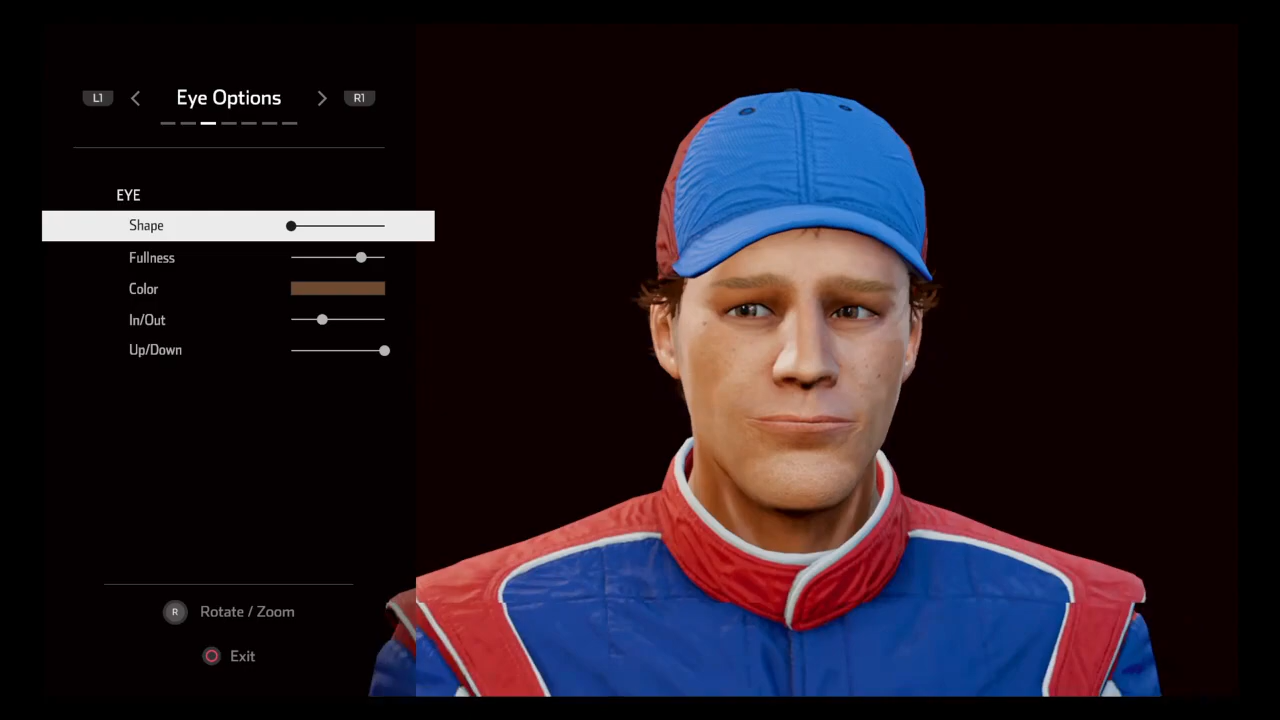 L1 Eye Options R1
EYE
Shape
Fullness
Color
In/Out
Up/Down
R Rotate / Zoom
Exit